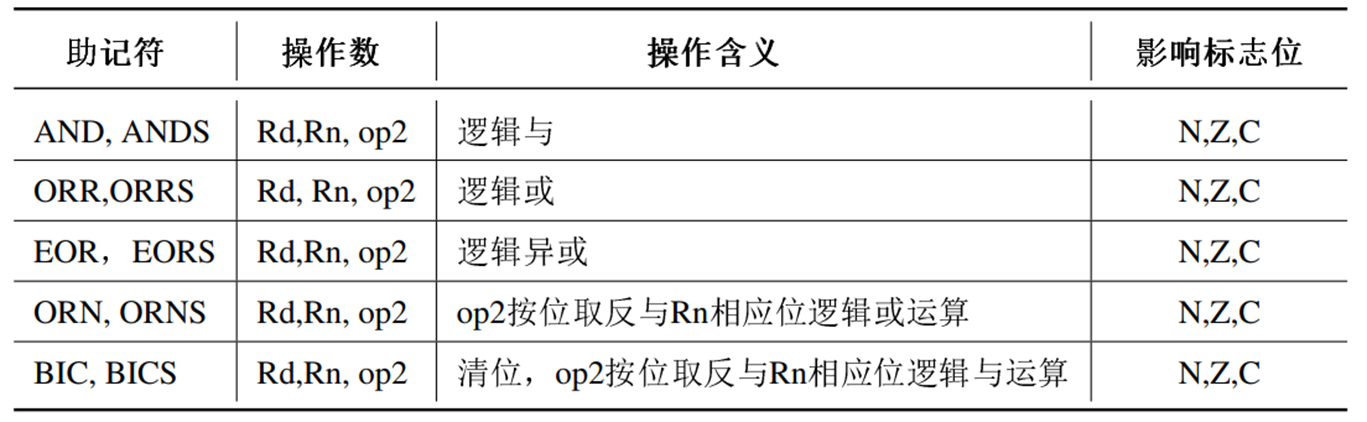 助记符 操作数 操作含义 影响标志位
AND, ANDS Rd,Rn, op2 逻辑与 N,Z,C
ORR,ORRS Rd, Rn, op2 逻辑或 N,Z,C
EOR，EORS Rd,Rn, op2 逻辑异或 N,Z,C
ORN, ORNS Rd,Rn, op2 op2按位取反与Rn相应位逻辑或运算 N,Z,C
BIC, BICS Rd,Rn, op2 清位，op2按位取反与Rn相应位逻辑与运算 N,Z,C